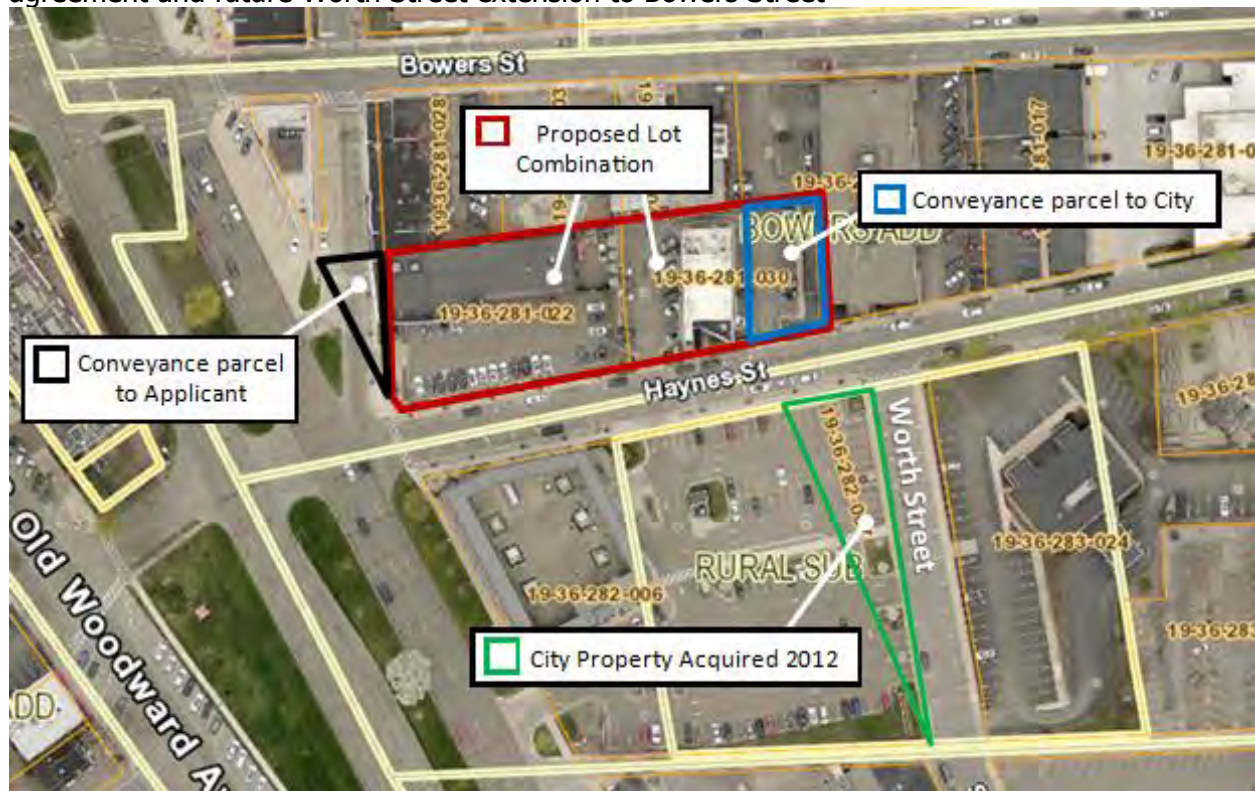 agreement and future Worth Street extension to Bowers Street
Bowers St
19-36-281-028
Proposed Lot
Combination
19-36-281-017
Conveyance parcel to City
BOWERS ADD
19-36-281-030
19-36-281-022
Conveyance parcel
to Applicant
Haynes St
Worth Street
RURAL SUB
19-36-283-024
19-36-282-006
City Property Acquired 2012
Old Woodward
ADD